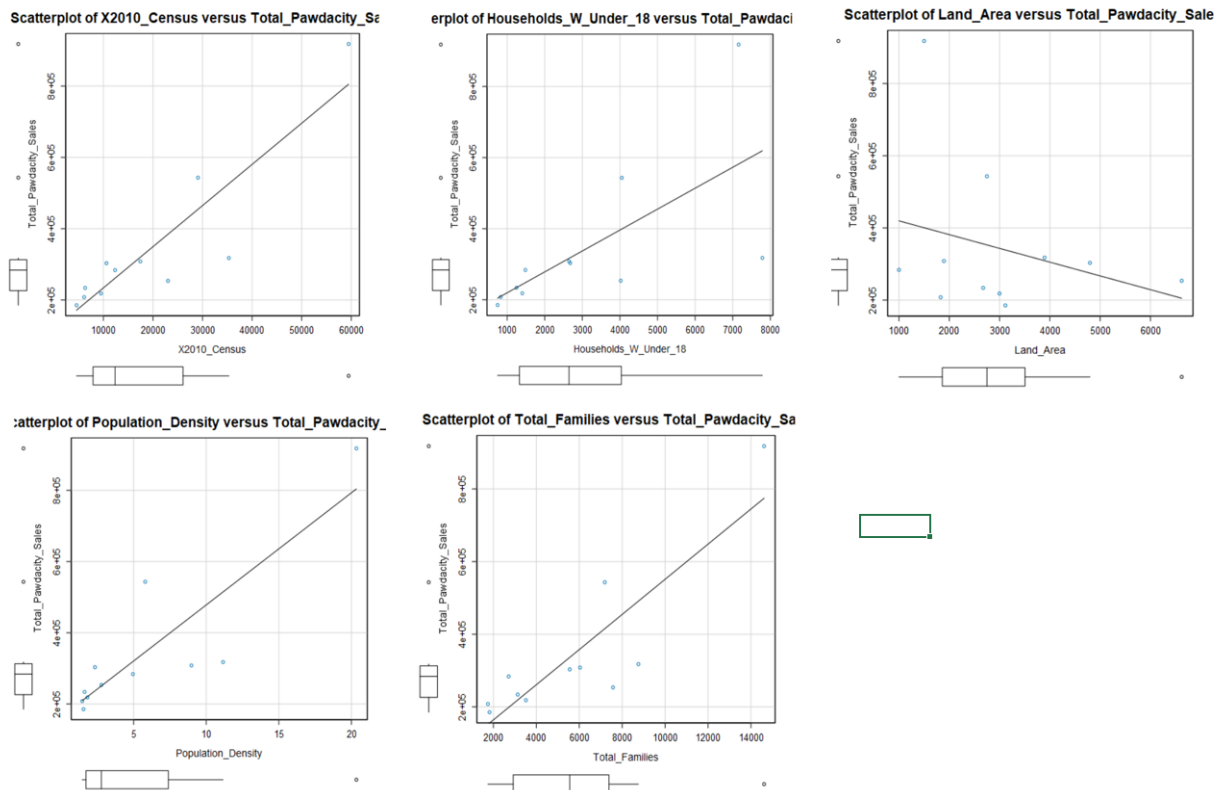 Scatterplot of X2010_Census versus Total_Pawdacity_Sa
Total_Pawdacity_Sales
8e+05
6e+05
4e+05
2e+05
10000 20000 30000 40000 50000 60000
X2010_Census
erplot of Households_W_Under_18 versus Total_Pawdaci
Total_Pawdacity_Sales
8e+05
6e+05
4e+05
2e+05
1000 2000 3000 4000 5000 6000 7000 8000
Households_W_Under_18
Scatterplot of Land_Area versus Total_Pawdacity_Sale
Total_Pawdacity_Sales
8e+05
6e+05
4e+05
2e+05
1000 2000 3000 4000 5000 6000
Land_Area
catterplot of Population_Density versus Total_Pawdacity_
Total_Pawdacity_Sales
8e+05
6e+05
4e+05
2e+05
5 10 15 20
Population_Density
Scatterplot of Total_Families versus Total_Pawdacity_Sa
Total_Pawdacity_Sales
8e+05
6e+05
4e+05
2e+05
2000 4000 6000 8000 10000 12000 14000
Total_Families